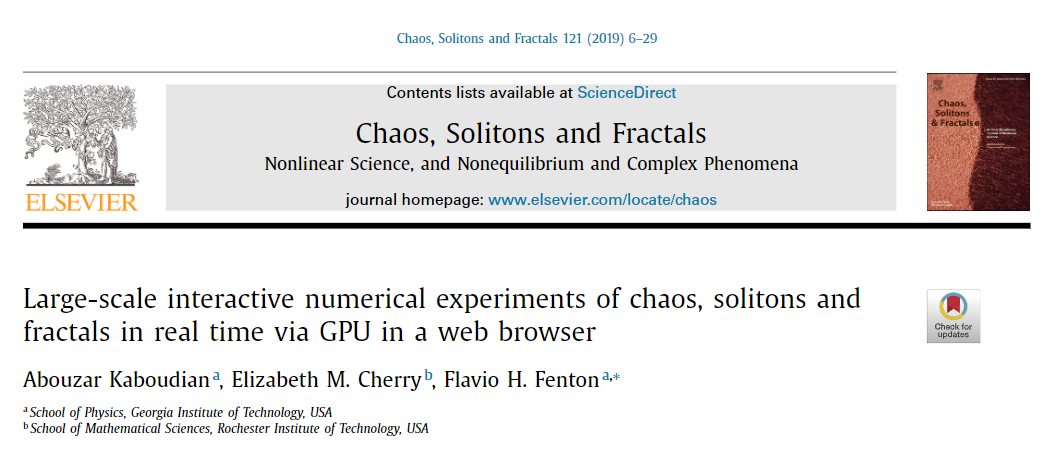 Chaos, Solitons and Fractals 121 (2019) 6–29
Contents lists available at ScienceDirect
Chaos, Solitons and Fractals
Nonlinear Science, and Nonequilibrium and Complex Phenomena
journal homepage: www.elsevier.com/locate/chaos
ELSEVIER
Chaos,
Solitons
& Fractals
Large-scale interactive numerical experiments of chaos, solitons and
fractals in real time via GPU in a web browser
Check for
updates
Abouzar Kaboudian a, Elizabeth M. Cherry b, Flavio H. Fenton a,*
a School of Physics, Georgia Institute of Technology, USA
b School of Mathematical Sciences, Rochester Institute of Technology, USA